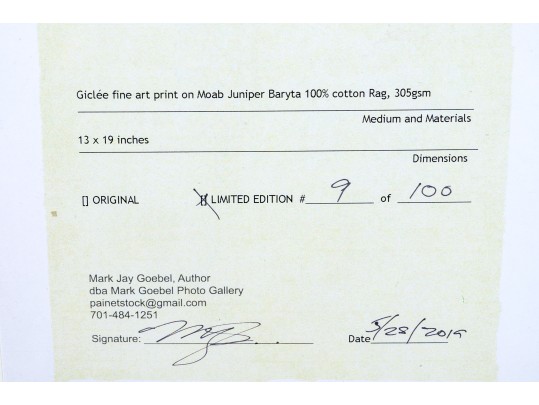 Giclée fine art print on Moab Juniper Baryta 100% cotton Rag, 305gsm
Medium and Materials
13 x 19 inches
Dimensions
[] ORIGINAL [] LIMITED EDITION # 9 of 100
Mark Jay Goebel, Author
dba Mark Goebel Photo Gallery
painetstock@gmail.com
701-484-1251
Signature:
Date 5/28/2019